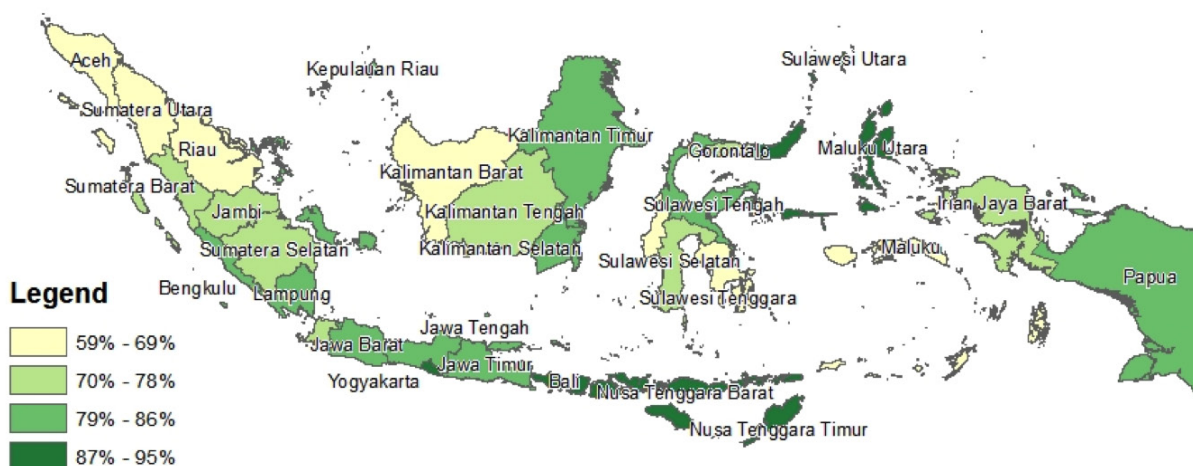 Aceh
Sumatera Utara
Riau
Kepulauan Riau
Sumatera Barat
Jambi
Sumatera Selatan
Bengkulu
Lampung
Kalimantan Timur
Kalimantan Barat
Kalimantan Tengah
Kalimantan Selatan
Sulawesi Utara
Gorontalo
Maluku Utara
Sulawesi Tengah
Sulawesi Selatan
Sulawesi Tenggara
Maluku
Irian Jaya Barat
Papua
Jawa Tengah
Jawa Barat
Jawa Timur
Yogyakarta
Bali
Nusa Tenggara Barat
Nusa Tenggara Timur
Legend
59% - 69%
70% - 78%
79% - 86%
87% - 95%